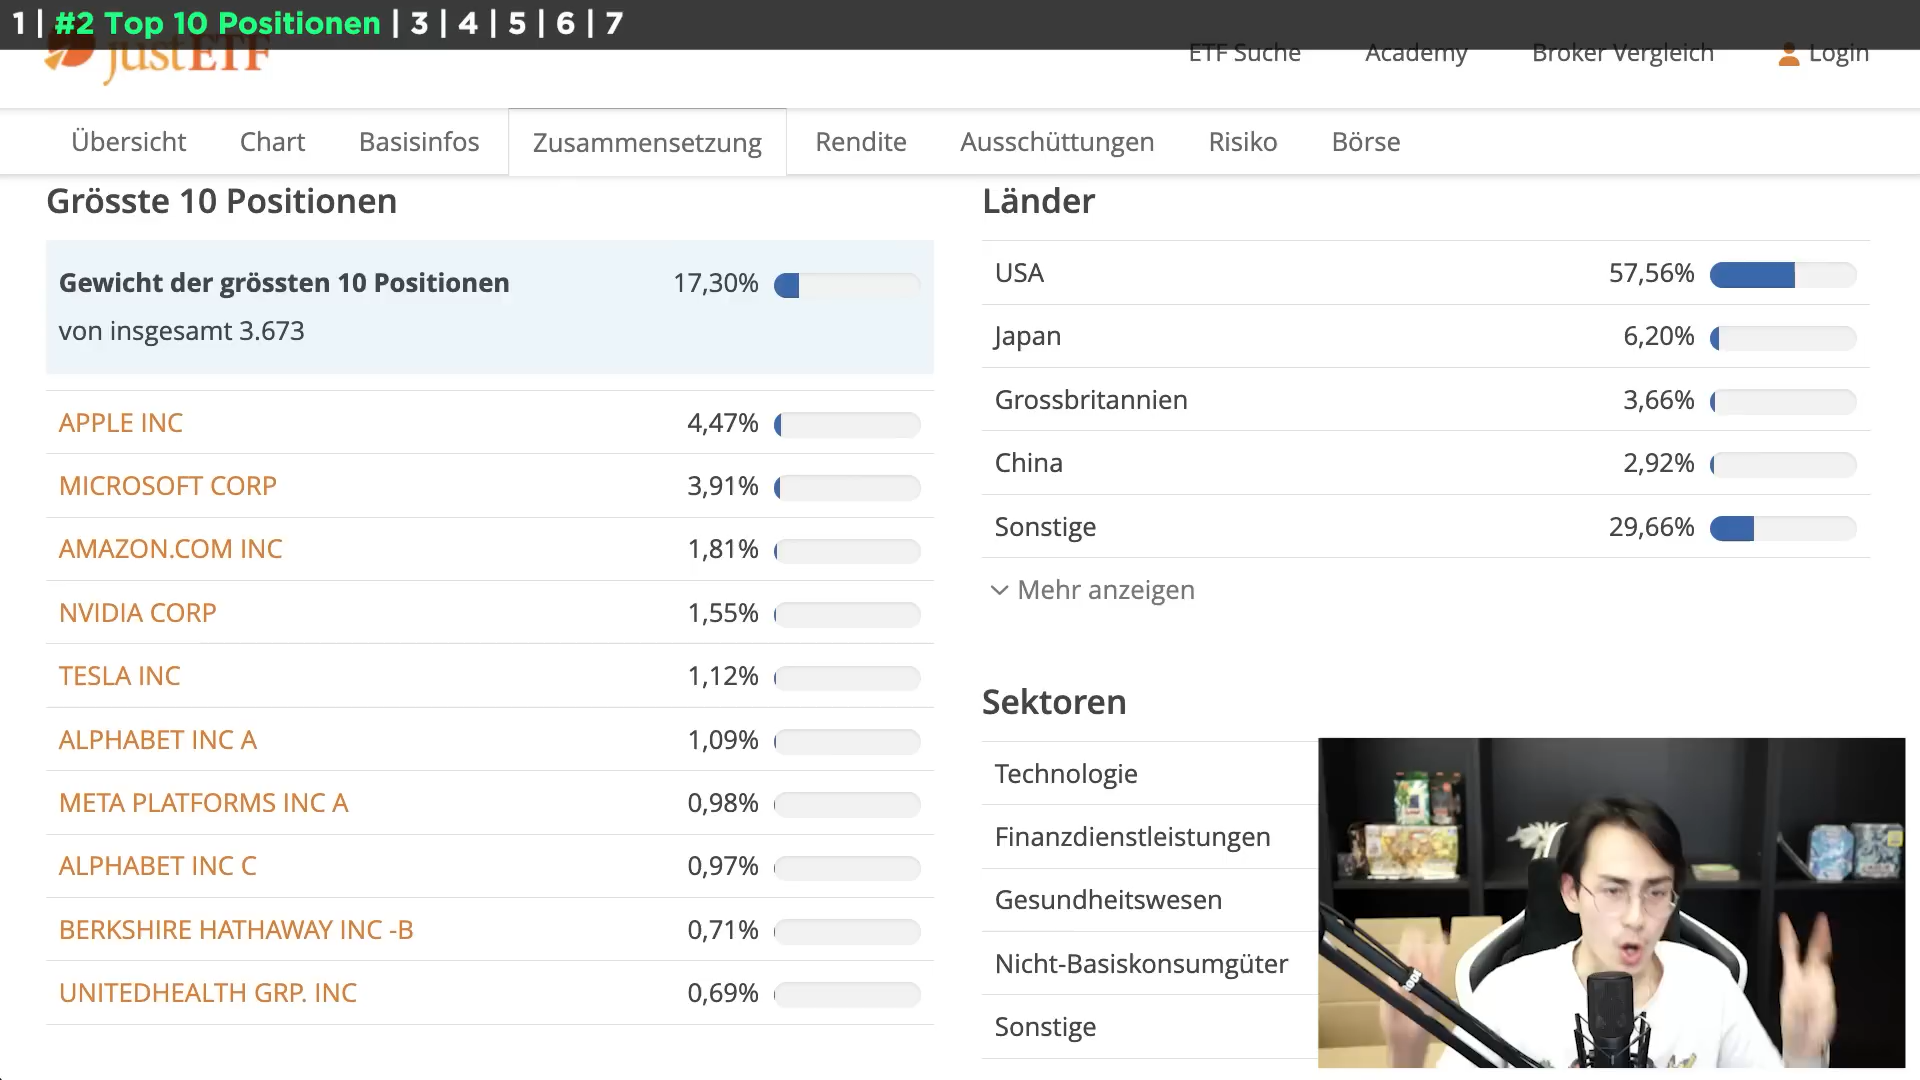 1 | #2 Top 10 Positionen | 3 | 4 | 5 | 6 | 7
justETF
ETF Suche
Academy
Broker Vergleich
Login
Übersicht
Chart
Basisinfos
Zusammensetzung
Rendite
Ausschüttungen
Risiko
Börse
Grösste 10 Positionen
Gewicht der grössten 10 Positionen 17,30%
von insgesamt 3.673
APPLE INC 4,47%
MICROSOFT CORP 3,91%
AMAZON.COM INC 1,81%
NVIDIA CORP 1,55%
TESLA INC 1,12%
ALPHABET INC A 1,09%
META PLATFORMS INC A 0,98%
ALPHABET INC C 0,97%
BERKSHIRE HATHAWAY INC -B 0,71%
UNITEDHEALTH GRP. INC 0,69%
Länder
USA 57,56%
Japan 6,20%
Grossbritannien 3,66%
China 2,92%
Sonstige 29,66%
Mehr anzeigen
Sektoren
Technologie
Finanzdienstleistungen
Gesundheitswesen
Nicht-Basiskonsumgüter
Sonstige